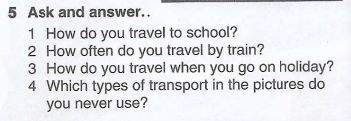 5 Ask and answer..
1 How do you travel to school?
2 How often do you travel by train?
3 How do you travel when you go on holiday?
4 Which types of transport in the pictures do
you never use?